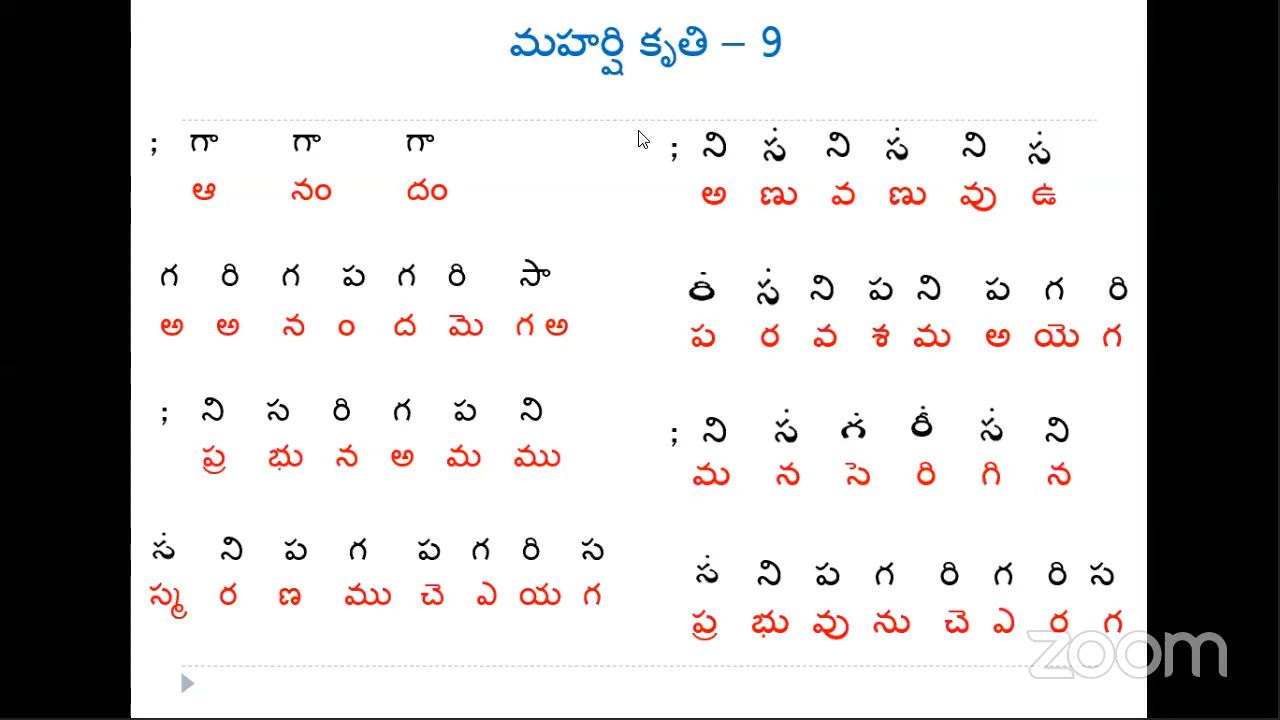 మహర్షి కృతి – 9
; గా గా గా
ఆ నం దం
గ రి గ ప గ రి సా
అ అ న ం ద మె గ అ
; ని స రి గ ప ని
ప్ర భు న అ మ ము
స̇ ని ప గ ప గ రి స
స్మ ర ణ ము చె ఎ య గ
; ని స̇ ని స̇ ని స̇
అ ణు వ ణు వు ఉ
రి̇ స̇ ని ప ని ప గ రి
ప ర వ శ మ అ యె గ
; ని స̇ గ̇ రి̇ స̇ ని
మ న సె రి గి న
స̇ ని ప గ రి గ రి స
ప్ర భు వు ను చె ఎ ర గ
zoom